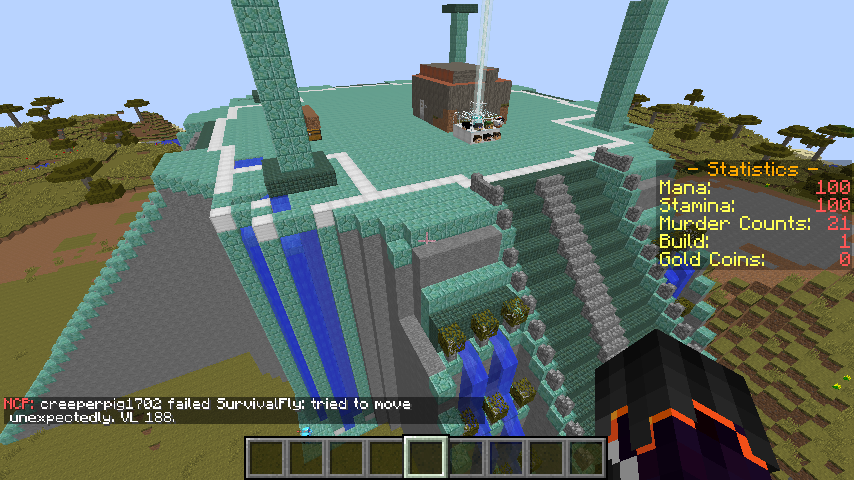 - Statistics -
Mana: 100
Stamina: 100
Murder Counts: 21
Build: 1
Gold Coins: 0
NCP: creeperpig1702 failed SurvivalFly: tried to move
unexpectedly. VL 188.